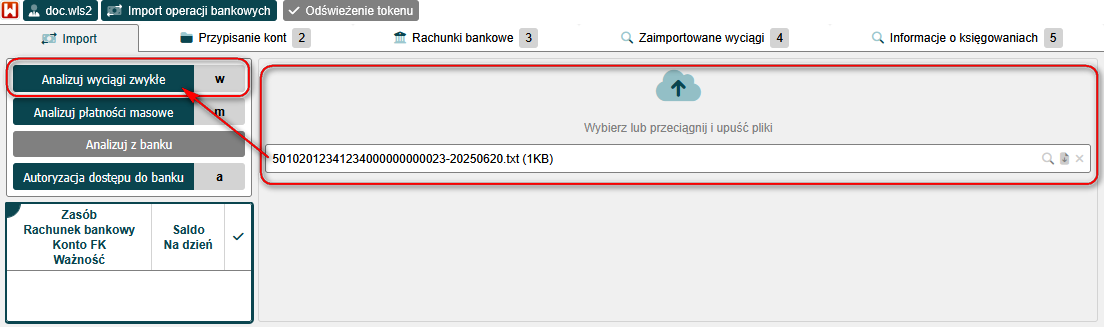 W doc.wls2 Import operacji bankowych Odświeżenie tokenu
Import Przypisanie kont 2 Rachunki bankowe 3 Zaimportowane wyciągi 4 Informacje o księgowaniach 5
Analizuj wyciągi zwykłe w
Analizuj płatności masowe m
Analizuj z banku
Autoryzacja dostępu do banku a
Wybierz lub przeciągnij i upuść pliki
50102012341234000000000023-20250620.txt (1KB)
Zasób
Rachunek bankowy
Konto FK
Ważność
Saldo
Na dzień